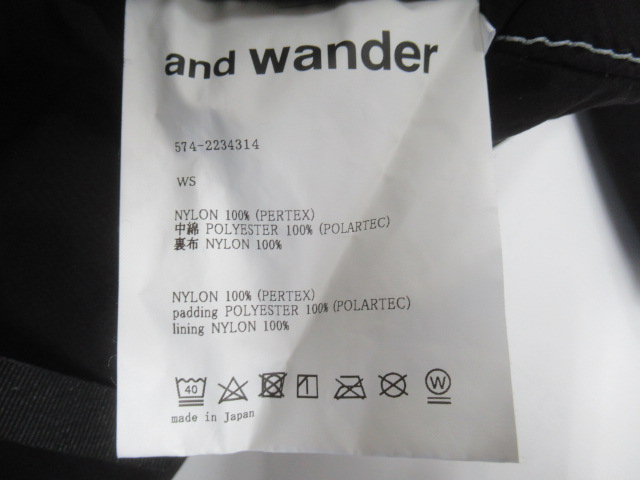 and wander
574-2234314
WS
NYLON 100% (PERTEX)
中綿 POLYESTER 100% (POLARTEC)
裏布 NYLON 100%
NYLON 100% (PERTEX)
padding POLYESTER 100% (POLARTEC)
lining NYLON 100%
40
W
made in Japan